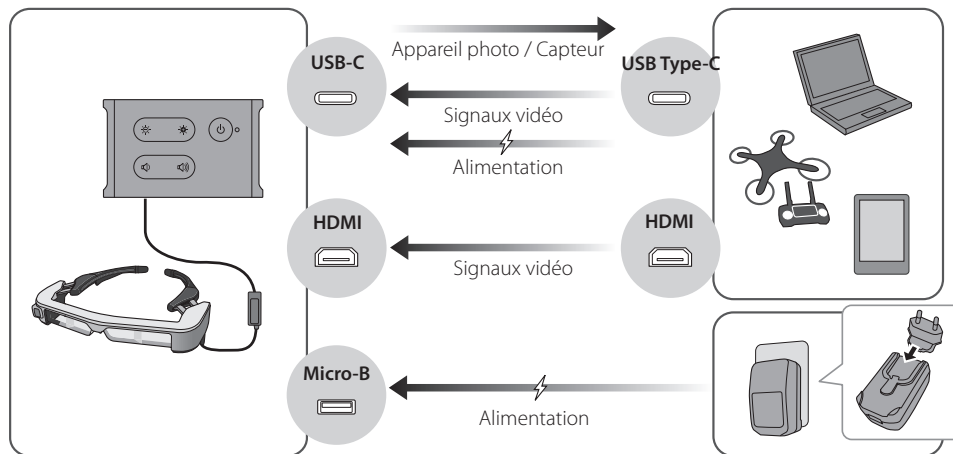 Appareil photo / Capteur
USB-C
USB Type-C
Signaux vidéo
Alimentation
HDMI
HDMI
Signaux vidéo
Micro-B
Alimentation